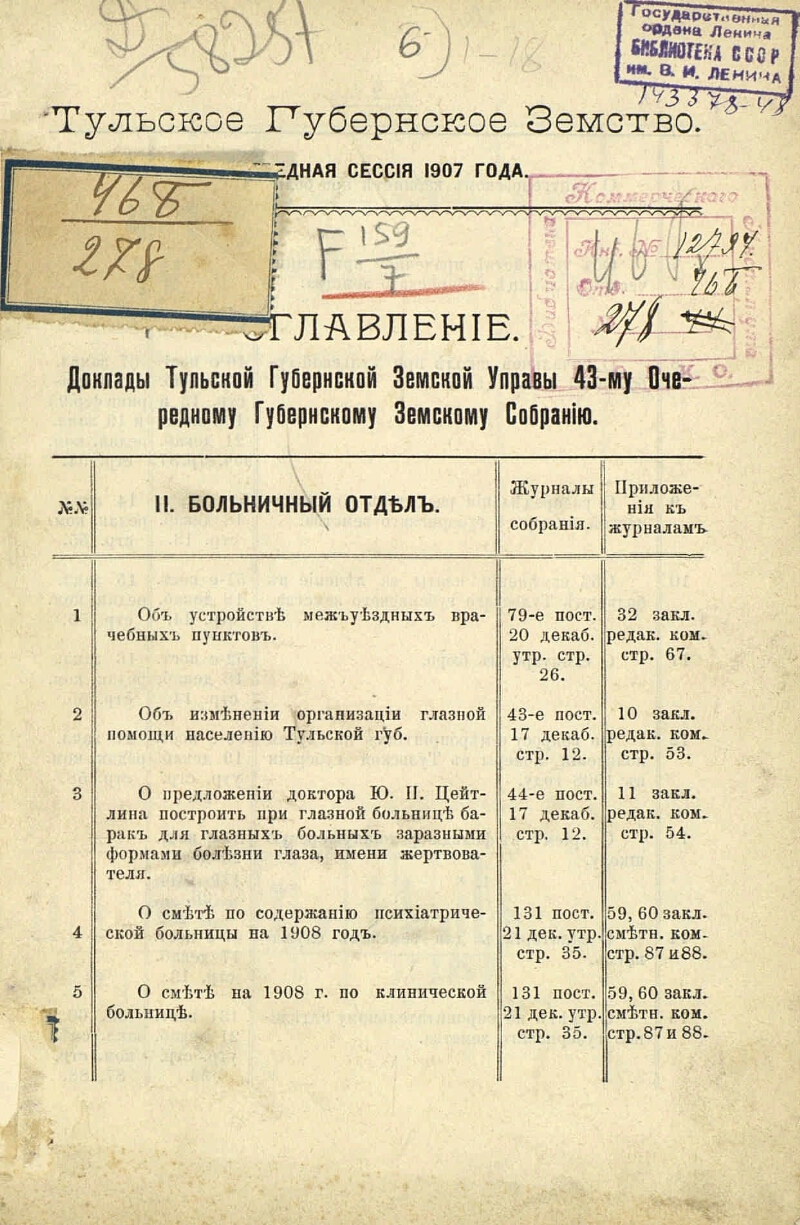 Государственная
ордена Ленина
БИБЛИОТЕКА СССР
им. В. И. ЛЕНИНА
Тульское Губернское Земство.
ЕДНАЯ СЕССІЯ 1907 ГОДА.
Коммерческаго
165
278
F 159
7
165
278
ГЛАВЛЕНІЕ.
Доклады Тульской Губернской Земской Управы 43-му Оче-
редному Губернскому Земскому Собранію.
№№
II. БОЛЬНИЧНЫЙ ОТДѢЛЪ.
Журналы
собранія.
Приложе-
нія къ
журналамъ
1
Объ устройствѣ межъуѣздныхъ вра-
чебныхъ пунктовъ.
79-е пост.
20 декаб.
утр. стр.
26.
32 закл.
редак. ком.
стр. 67.
2
Объ измѣненіи организаціи глазной
помощи населенію Тульской губ.
43-е пост.
17 декаб.
стр. 12.
10 закл.
редак. ком.
стр. 53.
3
О предложеніи доктора Ю. П. Цейт-
лина построить при глазной больницѣ ба-
ракъ для глазныхъ больныхъ заразными
формами болѣзни глаза, имени жертвова-
теля.
44-е пост.
17 декаб.
стр. 12.
11 закл.
редак. ком.
стр. 54.
4
О смѣтѣ по содержанію психіатриче-
ской больницы на 1908 годъ.
131 пост.
21 дек. утр.
стр. 35.
59, 60 закл.
смѣтн. ком.
стр. 87 и 88.
5
О смѣтѣ на 1908 г. по клинической
больницѣ.
131 пост.
21 дек. утр.
стр. 35.
59, 60 закл.
смѣтн. ком.
стр. 87 и 88.